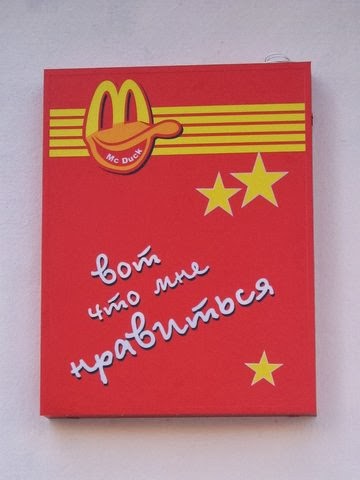 Mc Duck
вот
что мне
нравиться